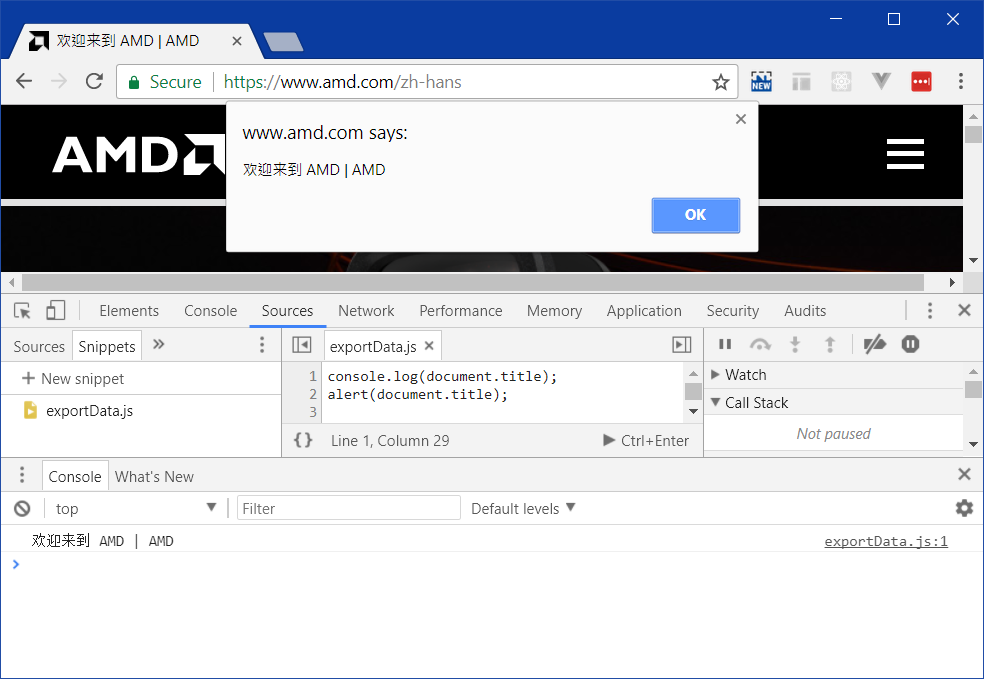 欢迎来到 AMD | AMD
Secure https://www.amd.com/zh-hans
NEW
AMD
www.amd.com says:
欢迎来到 AMD | AMD
OK
Elements Console Sources Network Performance Memory Application Security Audits
Sources Snippets exportData.js
New snippet
exportData.js
1 console.log(document.title);
2 alert(document.title);
3
{} Line 1, Column 29 Ctrl+Enter
Watch
Call Stack
Not paused
Console What's New
top Filter Default levels
欢迎来到 AMD | AMD exportData.js:1